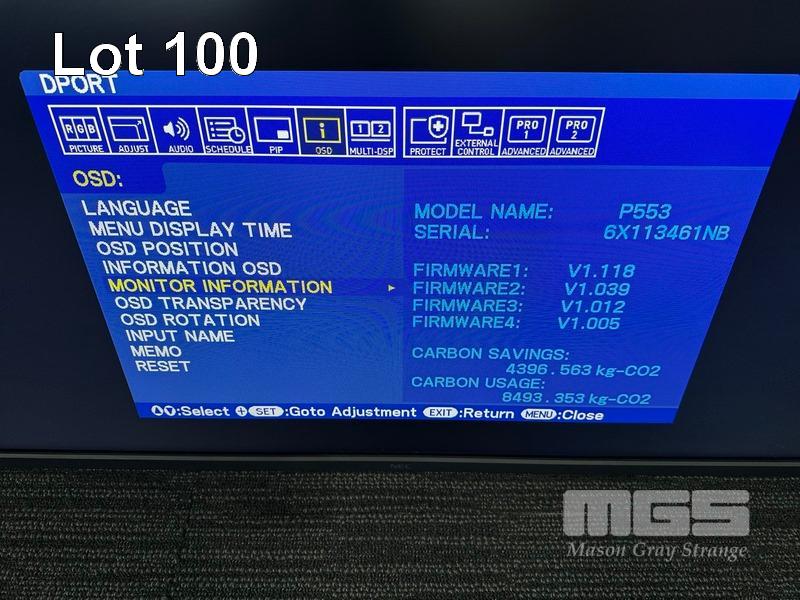 Lot 100
DPORT
RGB
1 2
PRO 1
PRO 2
PICTURE ADJUST AUDIO SCHEDULE PIP OSD MULTI-DSP PROTECT EXTERNAL CONTROL ADVANCED ADVANCED
OSD:
LANGUAGE
MENU DISPLAY TIME
OSD POSITION
INFORMATION OSD
MONITOR INFORMATION
OSD TRANSPARENCY
OSD ROTATION
INPUT NAME
MEMO
RESET
MODEL NAME: P553
SERIAL: 6X113461NB
FIRMWARE1: V1.118
FIRMWARE2: V1.039
FIRMWARE3: V1.012
FIRMWARE4: V1.005
CARBON SAVINGS:
4396.563 kg-CO2
CARBON USAGE:
8493.353 kg-CO2
:Select SET :Goto Adjustment EXIT :Return MENU :Close
NEC
MGS
Mason Gray Strange